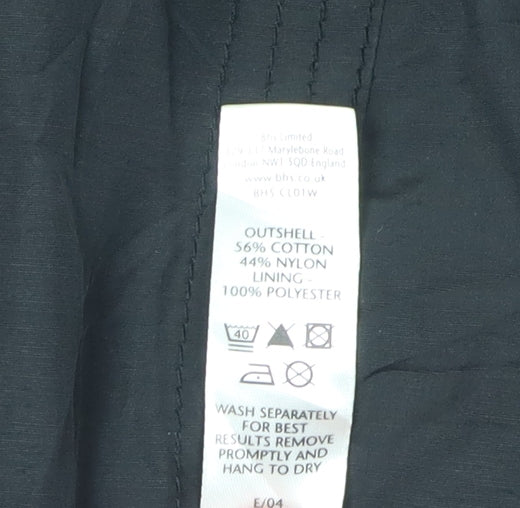 Bhs Limited
Marylebone Road
London NW1 5QD England
www.bhs.co.uk
BHS CL01W
OUTSHELL -
56% COTTON
44% NYLON
LINING -
100% POLYESTER
40
WASH SEPARATELY
FOR BEST
RESULTS REMOVE
PROMPTLY AND
HANG TO DRY
E/04